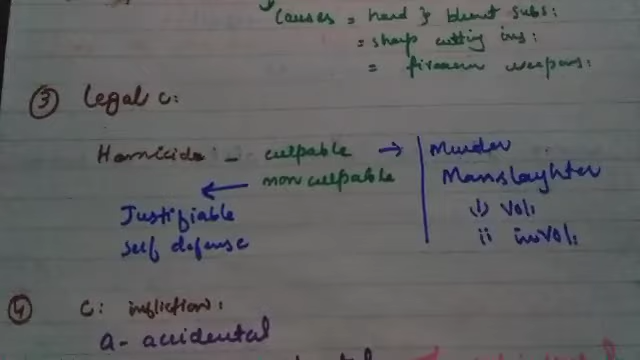 Causes = hard & blunt subs:
= sharp cutting ins:
= firearm weapons:
③ Legal c:
Homicide: - culpable → Murder
non culpable Manslaughter
← i) Vol:
Justifiable ii invol:
self defense
④ C: infliction:
a- accidental